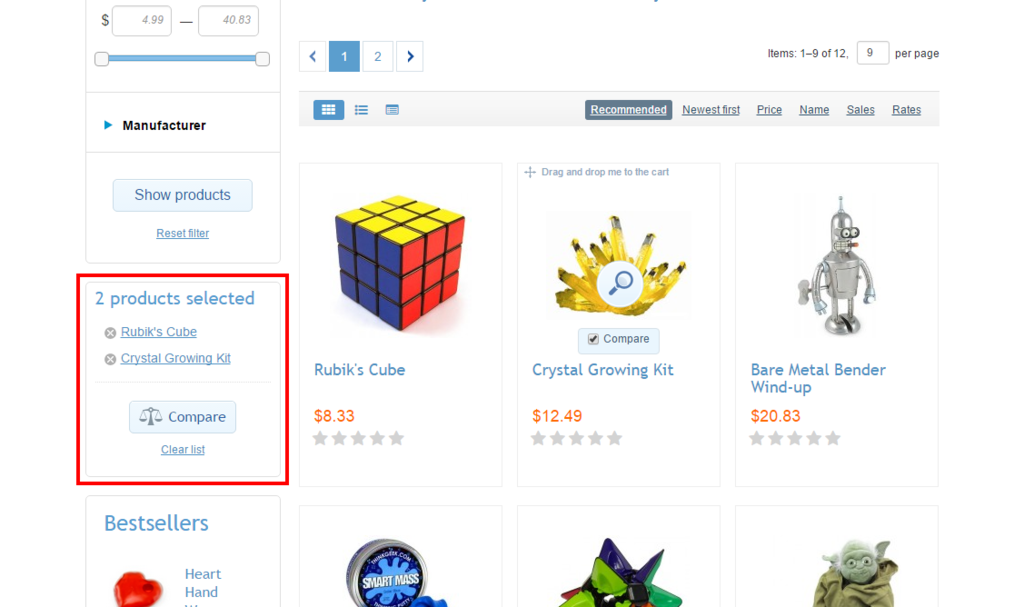 $ 4.99 — 40.83
Manufacturer
Show products
Reset filter
2 products selected
Rubik's Cube
Crystal Growing Kit
Compare
Clear list
Bestsellers
Heart
Hand
1
2
Items: 1–9 of 12, 9 per page
Recommended Newest first Price Name Sales Rates
Rubik's Cube
$8.33
Drag and drop me to the cart
Compare
Crystal Growing Kit
$12.49
Bare Metal Bender
Wind-up
$20.83
THINKGEEK.COM
SMART MASS